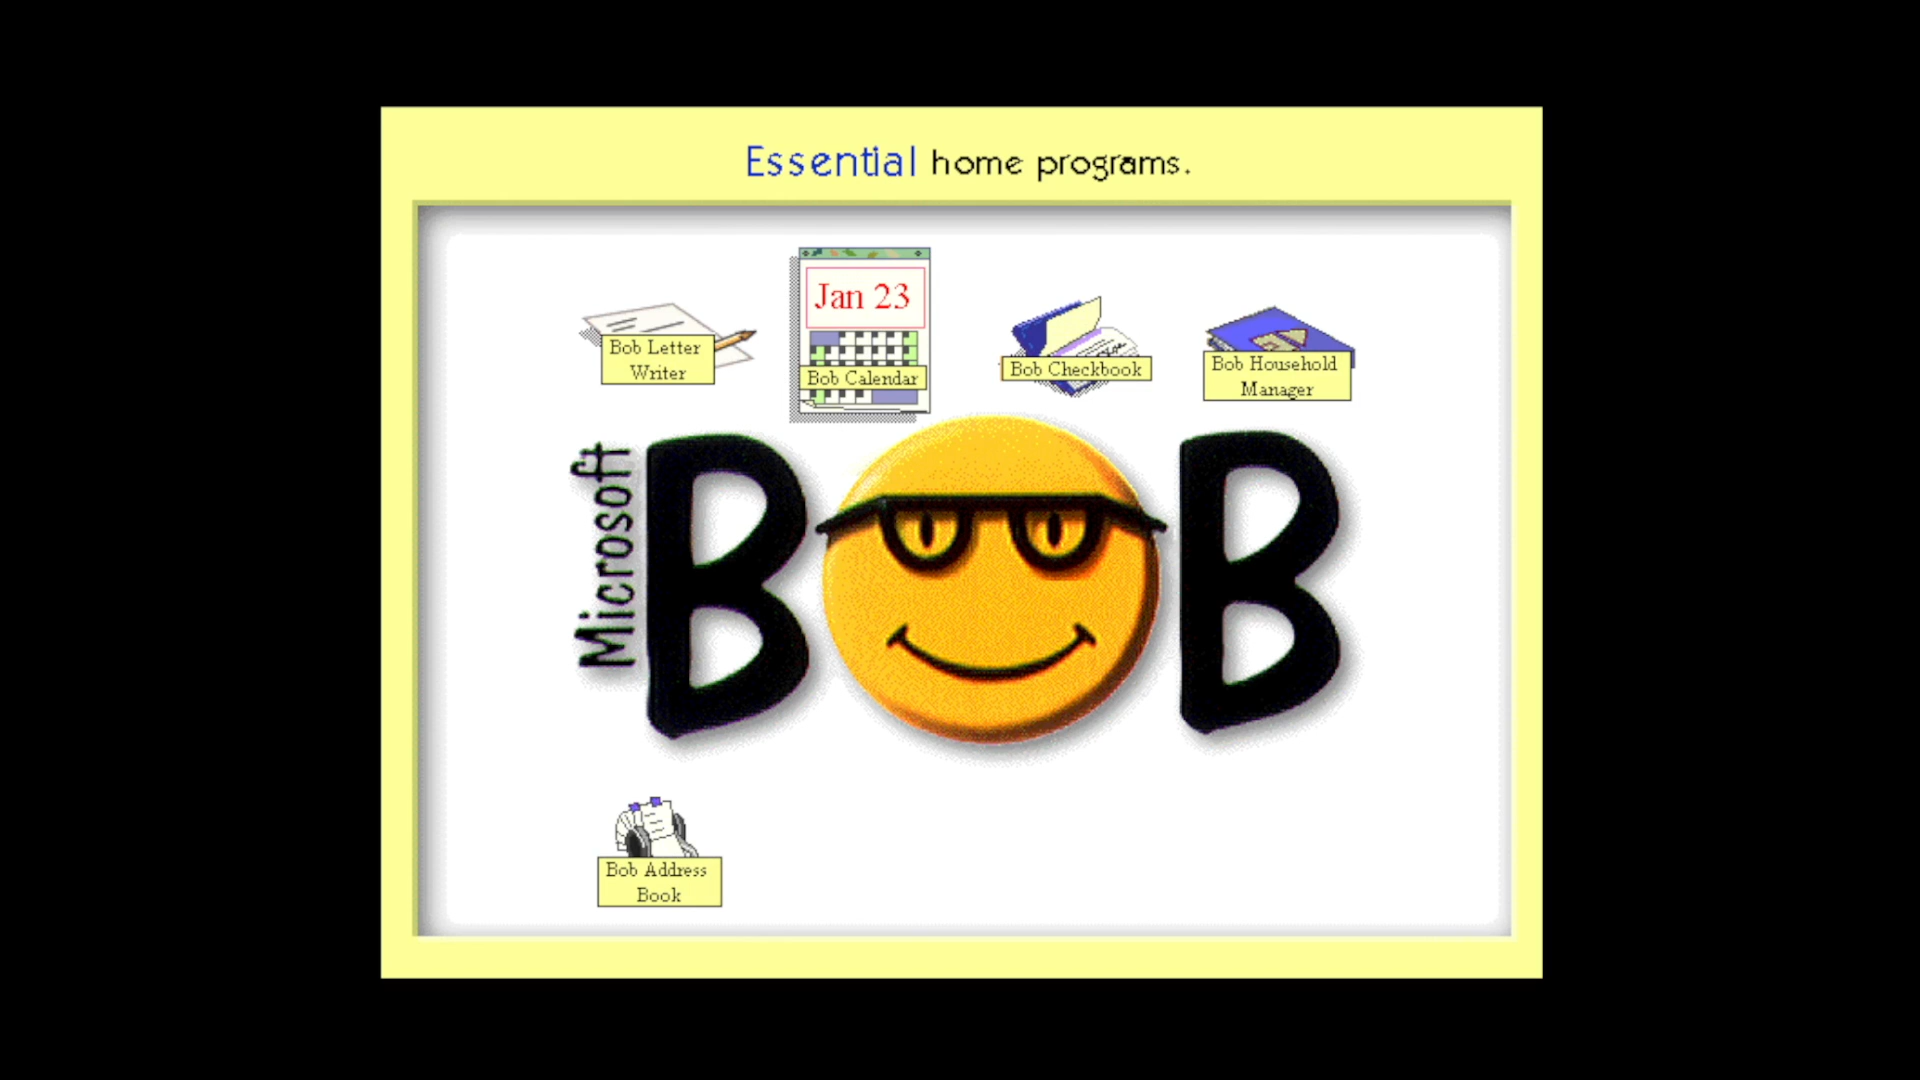 Essential home programs.
Bob Letter
Writer
Jan 23
Bob Calendar
Bob Checkbook
Bob Household
Manager
Microsoft
BOB
Bob Address
Book